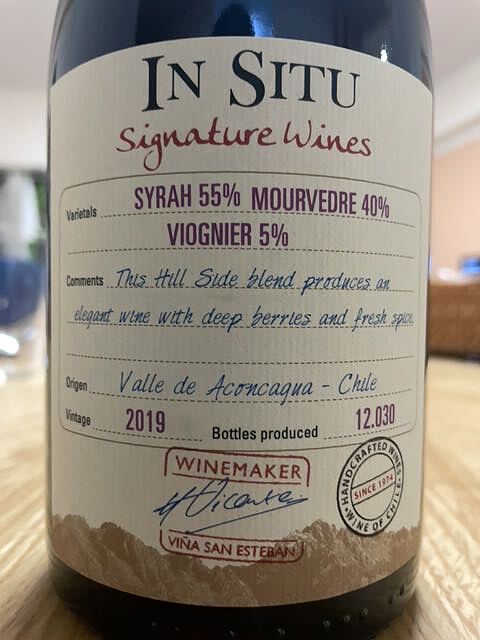 IN SITU
Signature Wines
Varietals SYRAH 55% MOURVEDRE 40%
VIOGNIER 5%
Comments This Hill Side blend produces an
elegant wine with deep berries and fresh spice.
Origen Valle de Aconcagua - Chile
Vintage 2019 Bottles produced 12.030
WINEMAKER
H Vicente
VIÑA SAN ESTEBAN
HANDCRAFTED WINES
SINCE 1974
WINE OF CHILE